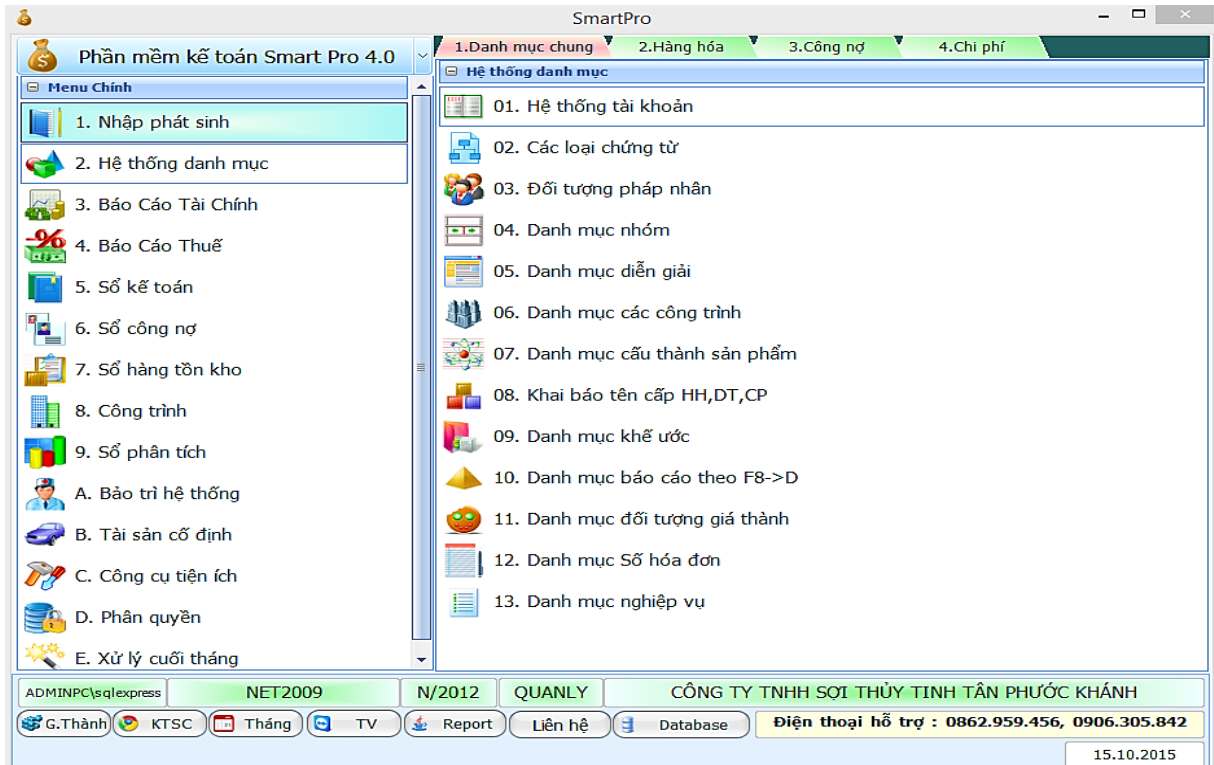 SmartPro
Phần mềm kế toán Smart Pro 4.0
Menu Chính
1. Nhập phát sinh
2. Hệ thống danh mục
3. Báo Cáo Tài Chính
4. Báo Cáo Thuế
5. Sổ kế toán
6. Sổ công nợ
7. Sổ hàng tồn kho
8. Công trình
9. Sổ phân tích
A. Bảo trì hệ thống
B. Tài sản cố định
C. Công cụ tiện ích
D. Phân quyền
E. Xử lý cuối tháng
1.Danh mục chung 2.Hàng hóa 3.Công nợ 4.Chi phí
Hệ thống danh mục
01. Hệ thống tài khoản
02. Các loại chứng từ
03. Đối tượng pháp nhân
04. Danh mục nhóm
05. Danh mục diễn giải
06. Danh mục các công trình
07. Danh mục cấu thành sản phẩm
08. Khai báo tên cấp HH,DT,CP
09. Danh mục khế ước
10. Danh mục báo cáo theo F8->D
11. Danh mục đối tượng giá thành
12. Danh mục Số hóa đơn
13. Danh mục nghiệp vụ
ADMINPC\sqlexpress NET2009 N/2012 QUANLY CÔNG TY TNHH SỢI THỦY TINH TÂN PHƯỚC KHÁNH
G.Thành KTSC Tháng TV Report Liên hệ Database Điện thoại hỗ trợ : 0862.959.456, 0906.305.842
15.10.2015